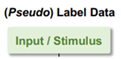 (Pseudo) Label Data
Input / Stimulus